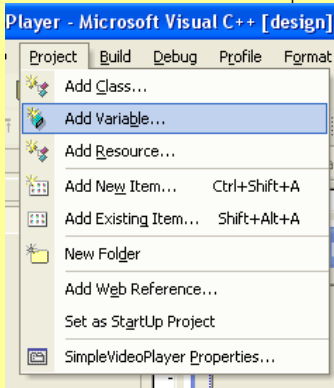 Player - Microsoft Visual C++ [design]
Project Build Debug Profile Format
Add Class...
Add Variable...
Add Resource...
Add New Item... Ctrl+Shift+A
Add Existing Item... Shift+Alt+A
New Folder
Add Web Reference...
Set as StartUp Project
SimpleVideoPlayer Properties...